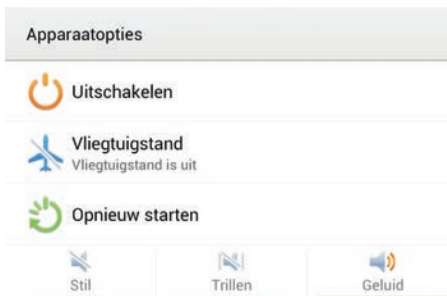 Apparaatopties
Uitschakelen
Vliegtuigstand
Vliegtuigstand is uit
Opnieuw starten
Stil Trillen Geluid